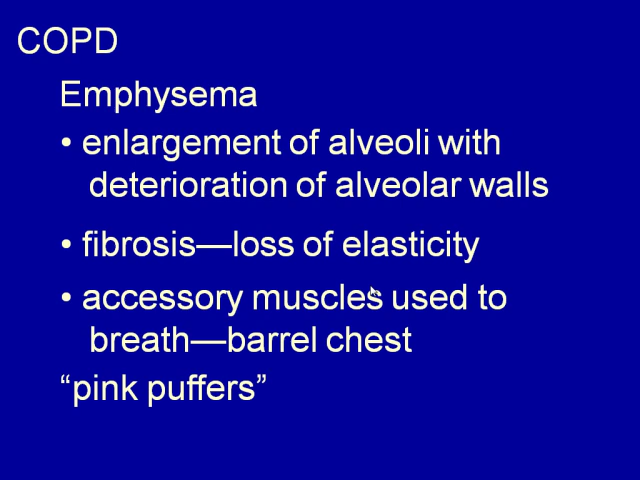 COPD
Emphysema
• enlargement of alveoli with
deterioration of alveolar walls
• fibrosis—loss of elasticity
• accessory muscles used to
breath—barrel chest
“pink puffers”